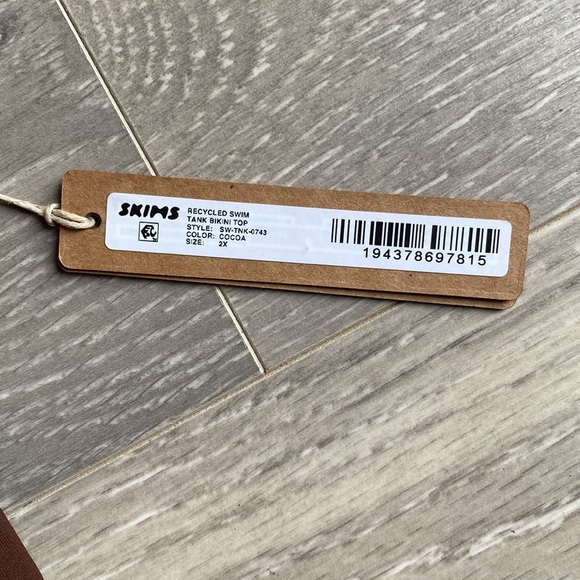 SKIMS
RECYCLED SWIM
TANK BIKINI TOP
STYLE: SW-TNK-0743
COLOR: COCOA
SIZE: 2X
194378697815